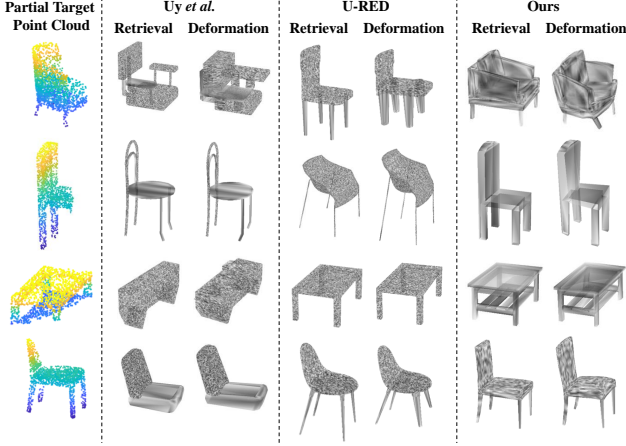 Partial Target
Point Cloud
Uy et al.
Retrieval Deformation
U-RED
Retrieval Deformation
Ours
Retrieval Deformation